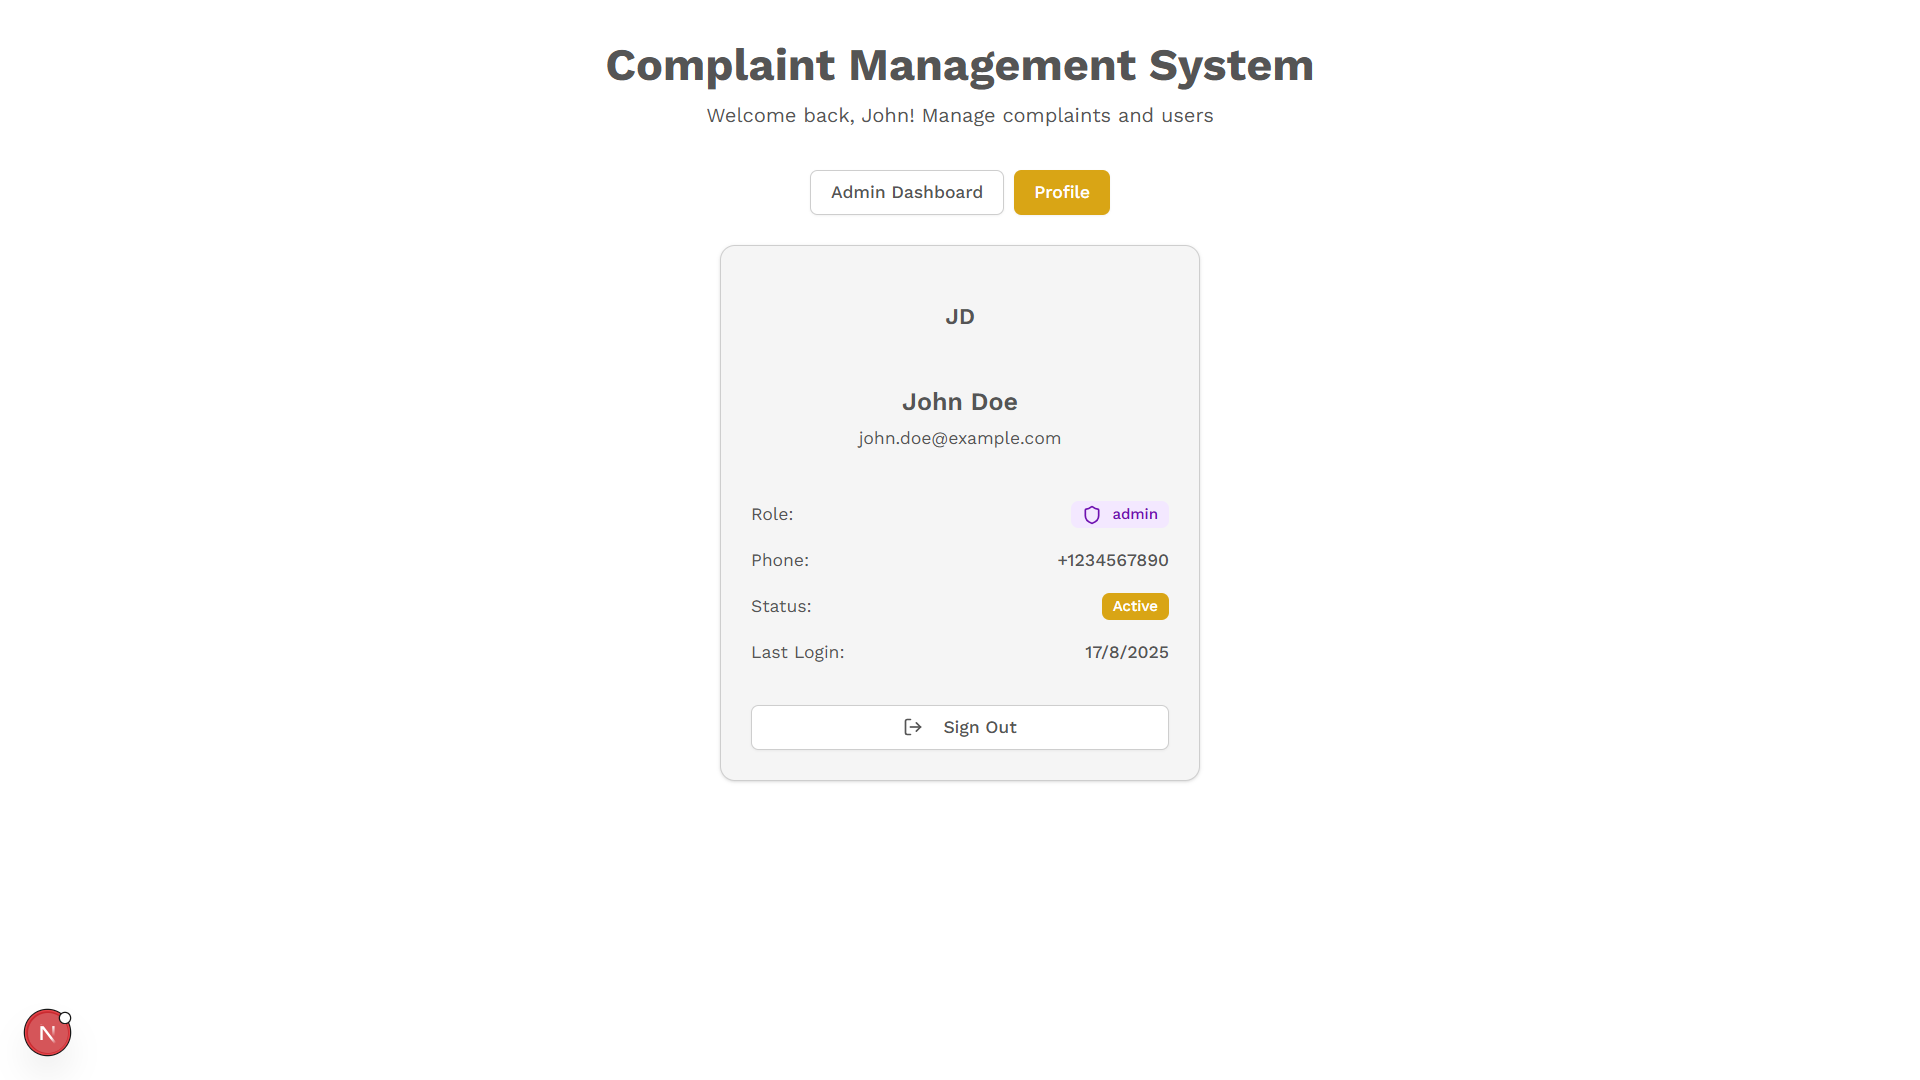 Complaint Management System
Welcome back, John! Manage complaints and users
Admin Dashboard Profile
JD
John Doe
john.doe@example.com
Role: admin
Phone: +1234567890
Status: Active
Last Login: 17/8/2025
Sign Out
N